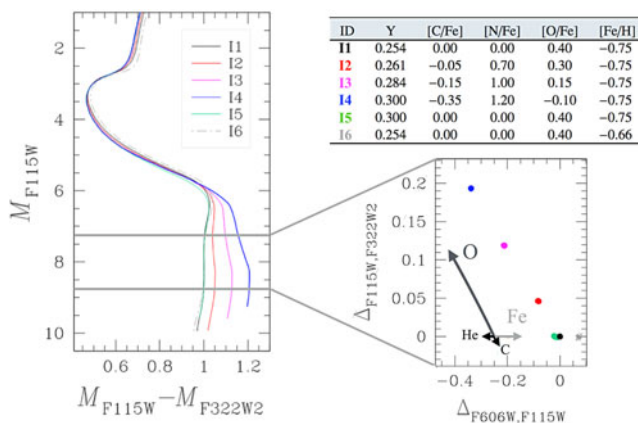 ID Y [C/Fe] [N/Fe] [O/Fe] [Fe/H]
I1 0.254 0.00 0.00 0.40 −0.75
I2 0.261 −0.05 0.70 0.30 −0.75
I3 0.284 −0.15 1.00 0.15 −0.75
I4 0.300 −0.35 1.20 −0.10 −0.75
I5 0.300 0.00 0.00 0.40 −0.75
I6 0.254 0.00 0.00 0.40 −0.66
2
4
6
8
10
M_F115W
I1
I2
I3
I4
I5
I6
0.6 0.8 1 1.2
M_F115W−M_F322W2
0.2
0.15
0.1
0.05
0
Δ_F115W,F322W2
O
Fe
He
C
−0.4 −0.2 0
Δ_F606W,F115W